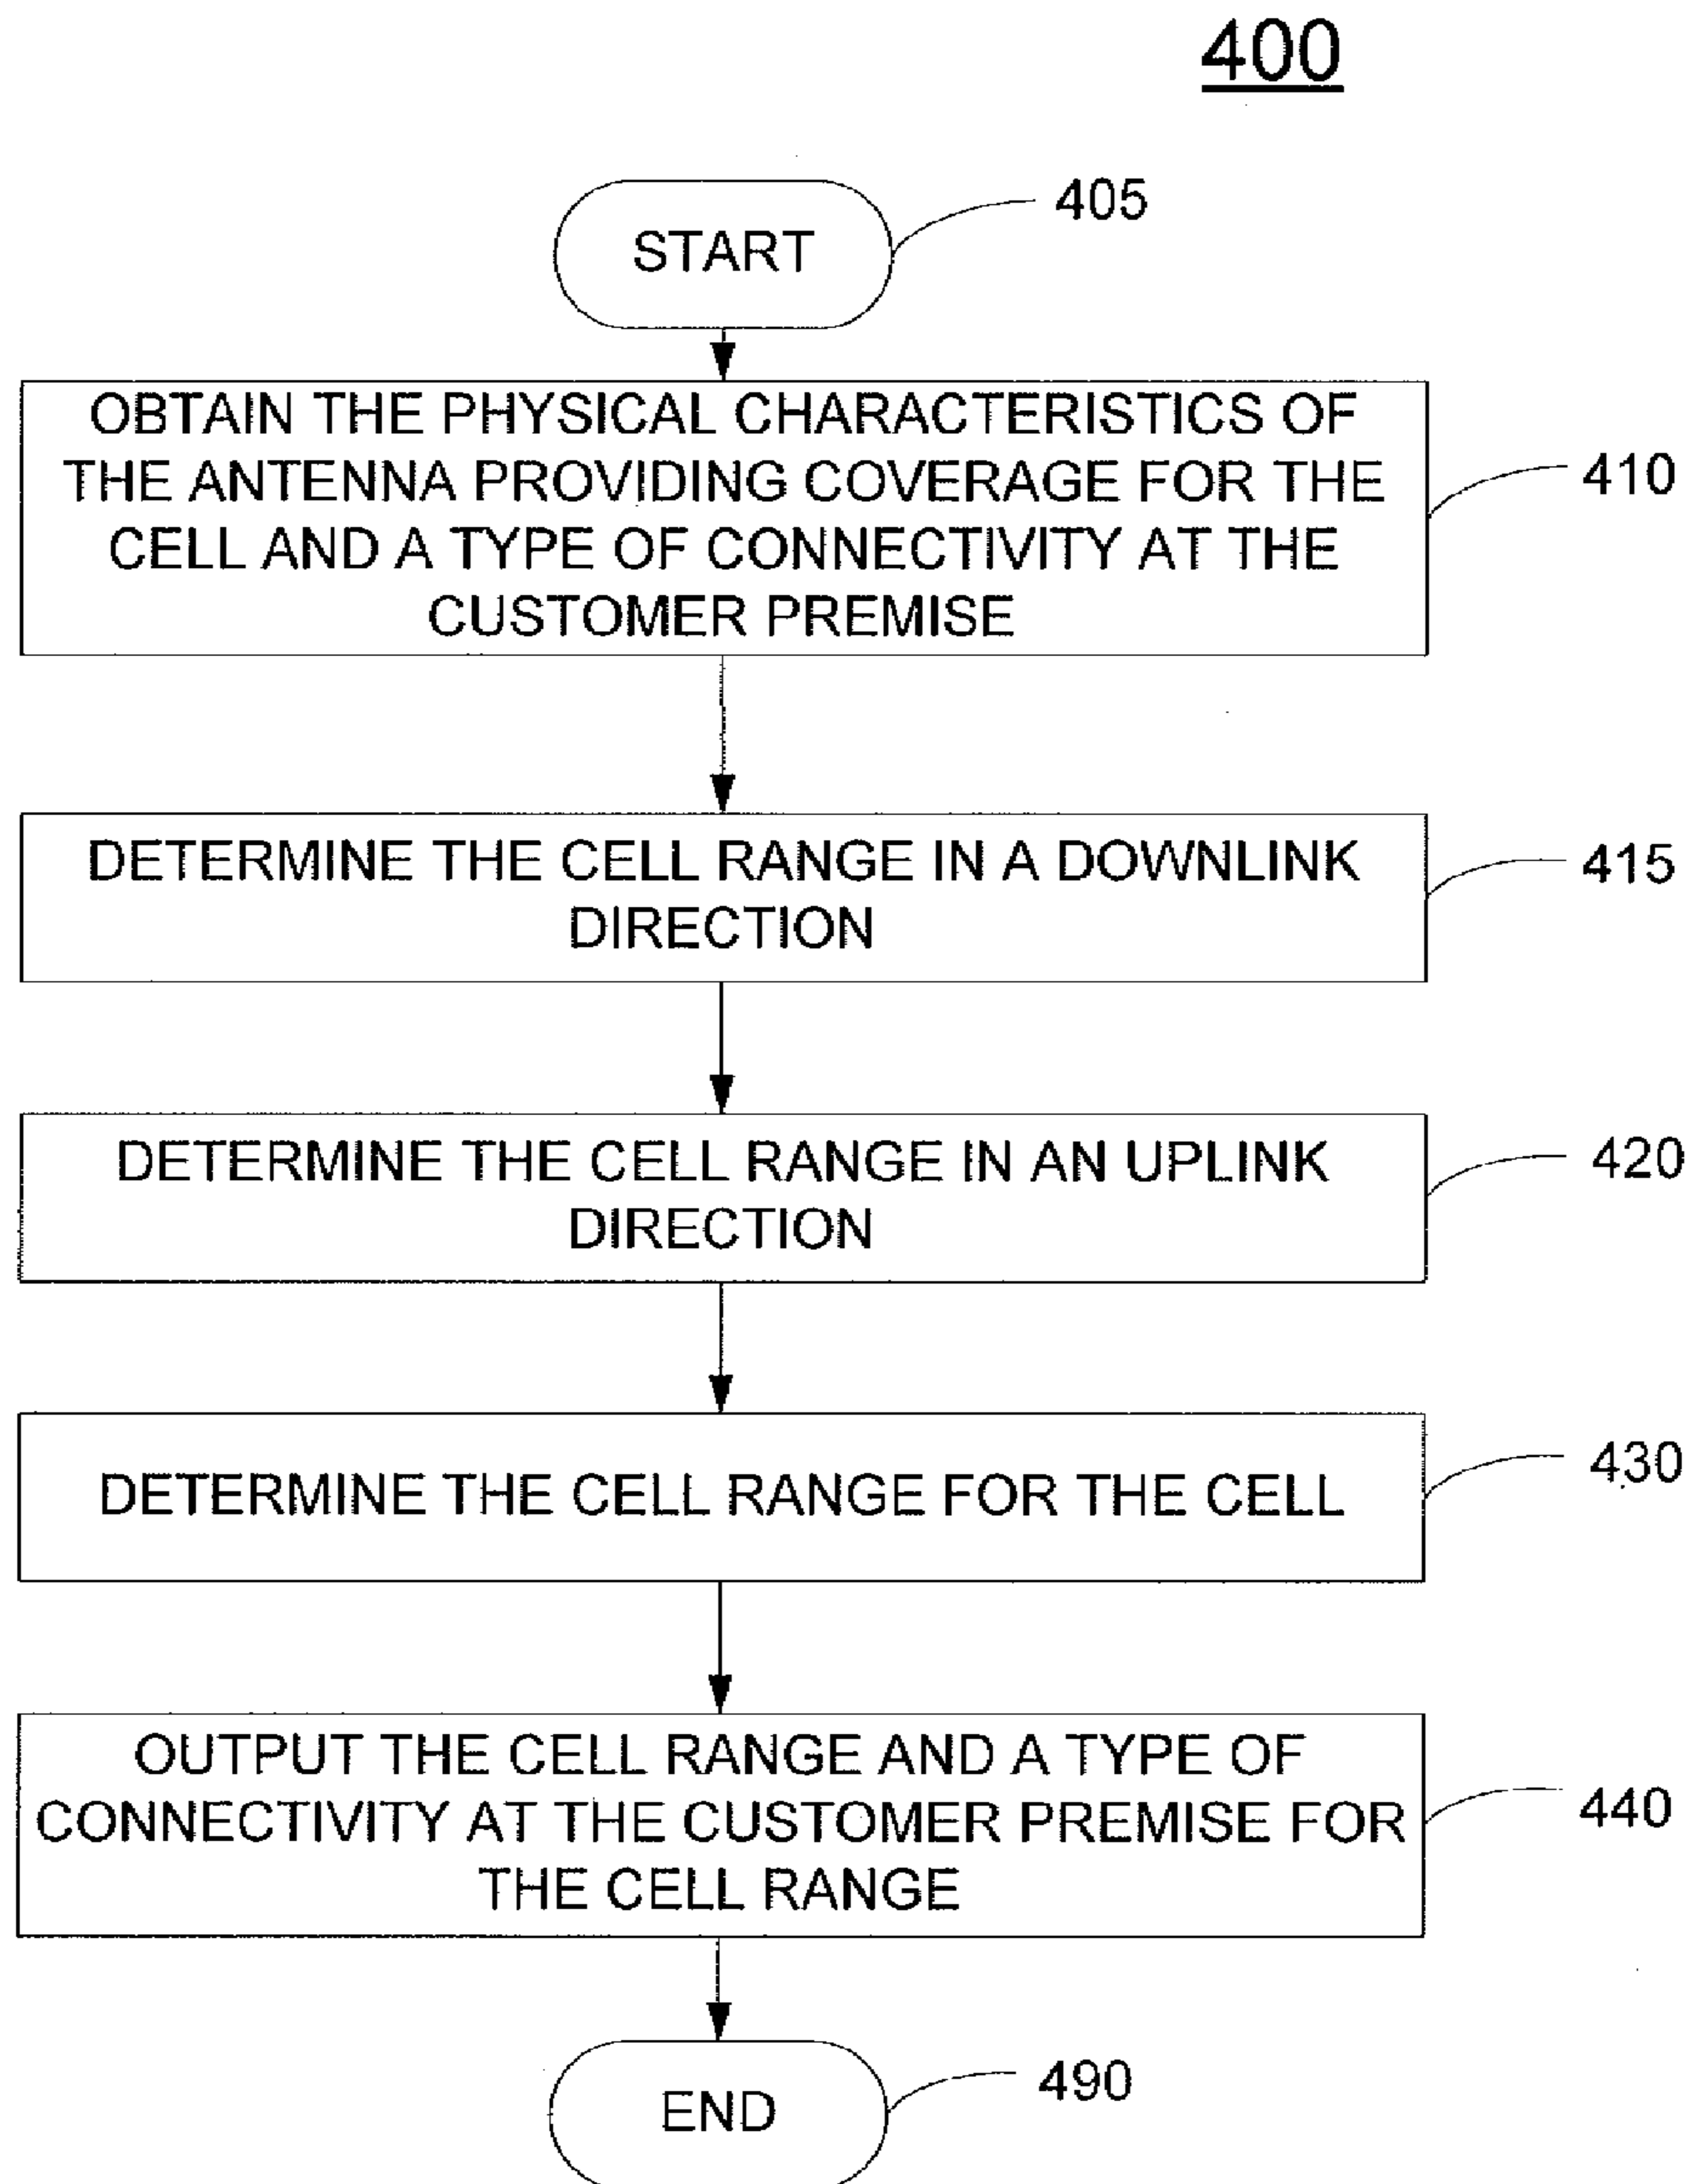 400
START
405
OBTAIN THE PHYSICAL CHARACTERISTICS OF
THE ANTENNA PROVIDING COVERAGE FOR THE
CELL AND A TYPE OF CONNECTIVITY AT THE
CUSTOMER PREMISE
410
DETERMINE THE CELL RANGE IN A DOWNLINK
DIRECTION
415
DETERMINE THE CELL RANGE IN AN UPLINK
DIRECTION
420
DETERMINE THE CELL RANGE FOR THE CELL
430
OUTPUT THE CELL RANGE AND A TYPE OF
CONNECTIVITY AT THE CUSTOMER PREMISE FOR
THE CELL RANGE
440
END
490